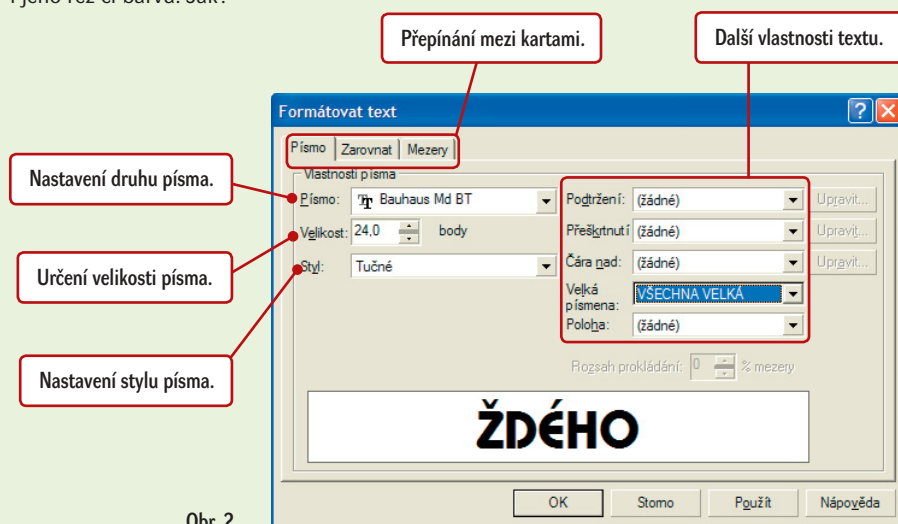 Přepínání mezi kartami.
Další vlastnosti textu.
Formátovat text
Písmo Zarovnat Mezery
Vlastnosti písma
Nastavení druhu písma.
Písmo: Bauhaus Md BT
Podtržení: (žádné) Upravit...
Velikost: 24,0 body
Přeškrtnutí (žádné) Upravit...
Určení velikosti písma.
Styl: Tučné
Čára nad: (žádné) Upravit...
Velká
písmena: VŠECHNA VELKÁ
Poloha: (žádné)
Nastavení stylu písma.
Rozsah prokládání: 0 % mezery
ŽDÉHO
OK Storno Použít Nápověda
Obr. 2